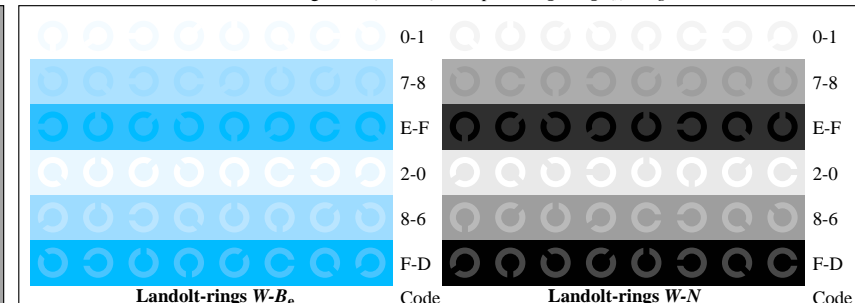 0-1 0-1
7-8 7-8
E-F E-F
2-0 2-0
8-6 8-6
F-D F-D
Landolt-rings W-Be Code Landolt-rings W-N Code